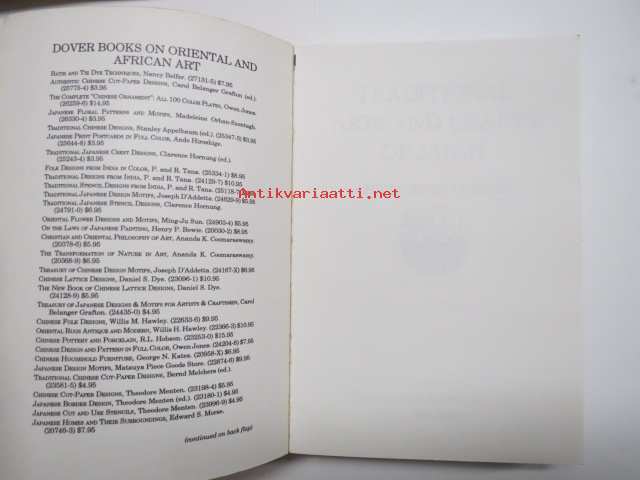 DOVER BOOKS ON ORIENTAL AND
AFRICAN ART
BATIK AND TIE DYE TECHNIQUES, Nancy Belfer. (27131-5) $7.95
AUTHENTIC CHINESE CUT-PAPER DESIGNS, Carol Belanger Grafton (ed.).
(25775-4) $3.95
THE COMPLETE "CHINESE ORNAMENT": ALL 100 COLOR PLATES, Owen Jones.
(26259-6) $14.95
JAPANESE FLORAL PATTERNS AND MOTIFS, Madeleine Orban-Szontagh.
(26330-4) $5.95
TRADITIONAL CHINESE DESIGNS, Stanley Appelbaum (ed.). (25347-3) $3.95
JAPANESE PRINT POSTCARDS IN FULL COLOR, Ando Hiroshige.
$3.95
TRADITIONAL JAPANESE CREST DESIGNS, Clarence Hornung (ed.).
(25243-4) $3.95
FOLK DESIGNS FROM INDIA IN COLOR, P. and R. Tana. (25334-1) $8.95
TRADITIONAL DESIGNS FROM INDIA, P. and R. Tana. (24129-7) $10.95
TRADITIONAL STENCIL DESIGNS FROM INDIA, P. and R. Tana.
TRADITIONAL JAPANESE DESIGN MOTIFS, Joseph D'Addetta. $5.95
TRADITIONAL JAPANESE STENCIL DESIGNS, Clarence Hornung.
(24791-0) $6.95
Antikvariaatti.net
ORIENTAL FLOWER DESIGNS AND MOTIFS, Ming-Ju Sun. (24903-4) $5.95
ON THE LAWS OF JAPANESE PAINTING, Henry P. Bowie. (20030-2) $8.95
CHRISTIAN AND ORIENTAL PHILOSOPHY OF ART, Ananda K. Coomaraswamy.
(20378-6) $5.95
THE TRANSFORMATION OF NATURE IN ART, Ananda K. Coomaraswamy.
(20368-9) $6.95
TREASURY OF CHINESE DESIGN MOTIFS, Joseph D'Addetta. (24167-X) $6.95
CHINESE LATTICE DESIGNS, Daniel S. Dye. (23096-1) $10.95
THE NEW BOOK OF CHINESE LATTICE DESIGNS, Daniel S. Dye.
(24128-9) $5.95
TREASURY OF JAPANESE DESIGNS & MOTIFS FOR ARTISTS & CRAFTSMEN, Carol
Belanger Grafton. (24435-0) $4.95
CHINESE FOLK DESIGNS, Willis M. Hawley. (22633-6) $9.95
ORIENTAL RUGS ANTIQUE AND MODERN, Willis H. Hawley. (22366-3) $10.95
CHINESE POTTERY AND PORCELAIN, R.L. Hobson. (23253-0) $15.95
CHINESE DESIGN AND PATTERN IN FULL COLOR, Owen Jones. (24204-8) $7.95
CHINESE HOUSEHOLD FURNITURE, George N. Kates. (20958-X) $6.95
JAPANESE DESIGN MOTIFS, Matsuya Piece Goods Store. (22874-6) $9.95
TRADITIONAL CHINESE CUT-PAPER DESIGNS, Bernd Melchers (ed.).
(23581-5) $4.95
CHINESE CUT-PAPER DESIGNS, Theodore Menten. (23198-4) $5.95
JAPANESE BORDER DESIGN, Theodore Menten (ed.). (23180-1) $4.95
JAPANESE CUT AND USE STENCILS, Theodore Menten. (23996-9) $4.95
JAPANESE HOMES AND THEIR SURROUNDINGS, Edward S. Morse.
(20746-3) $7.95
(continued on back flap)